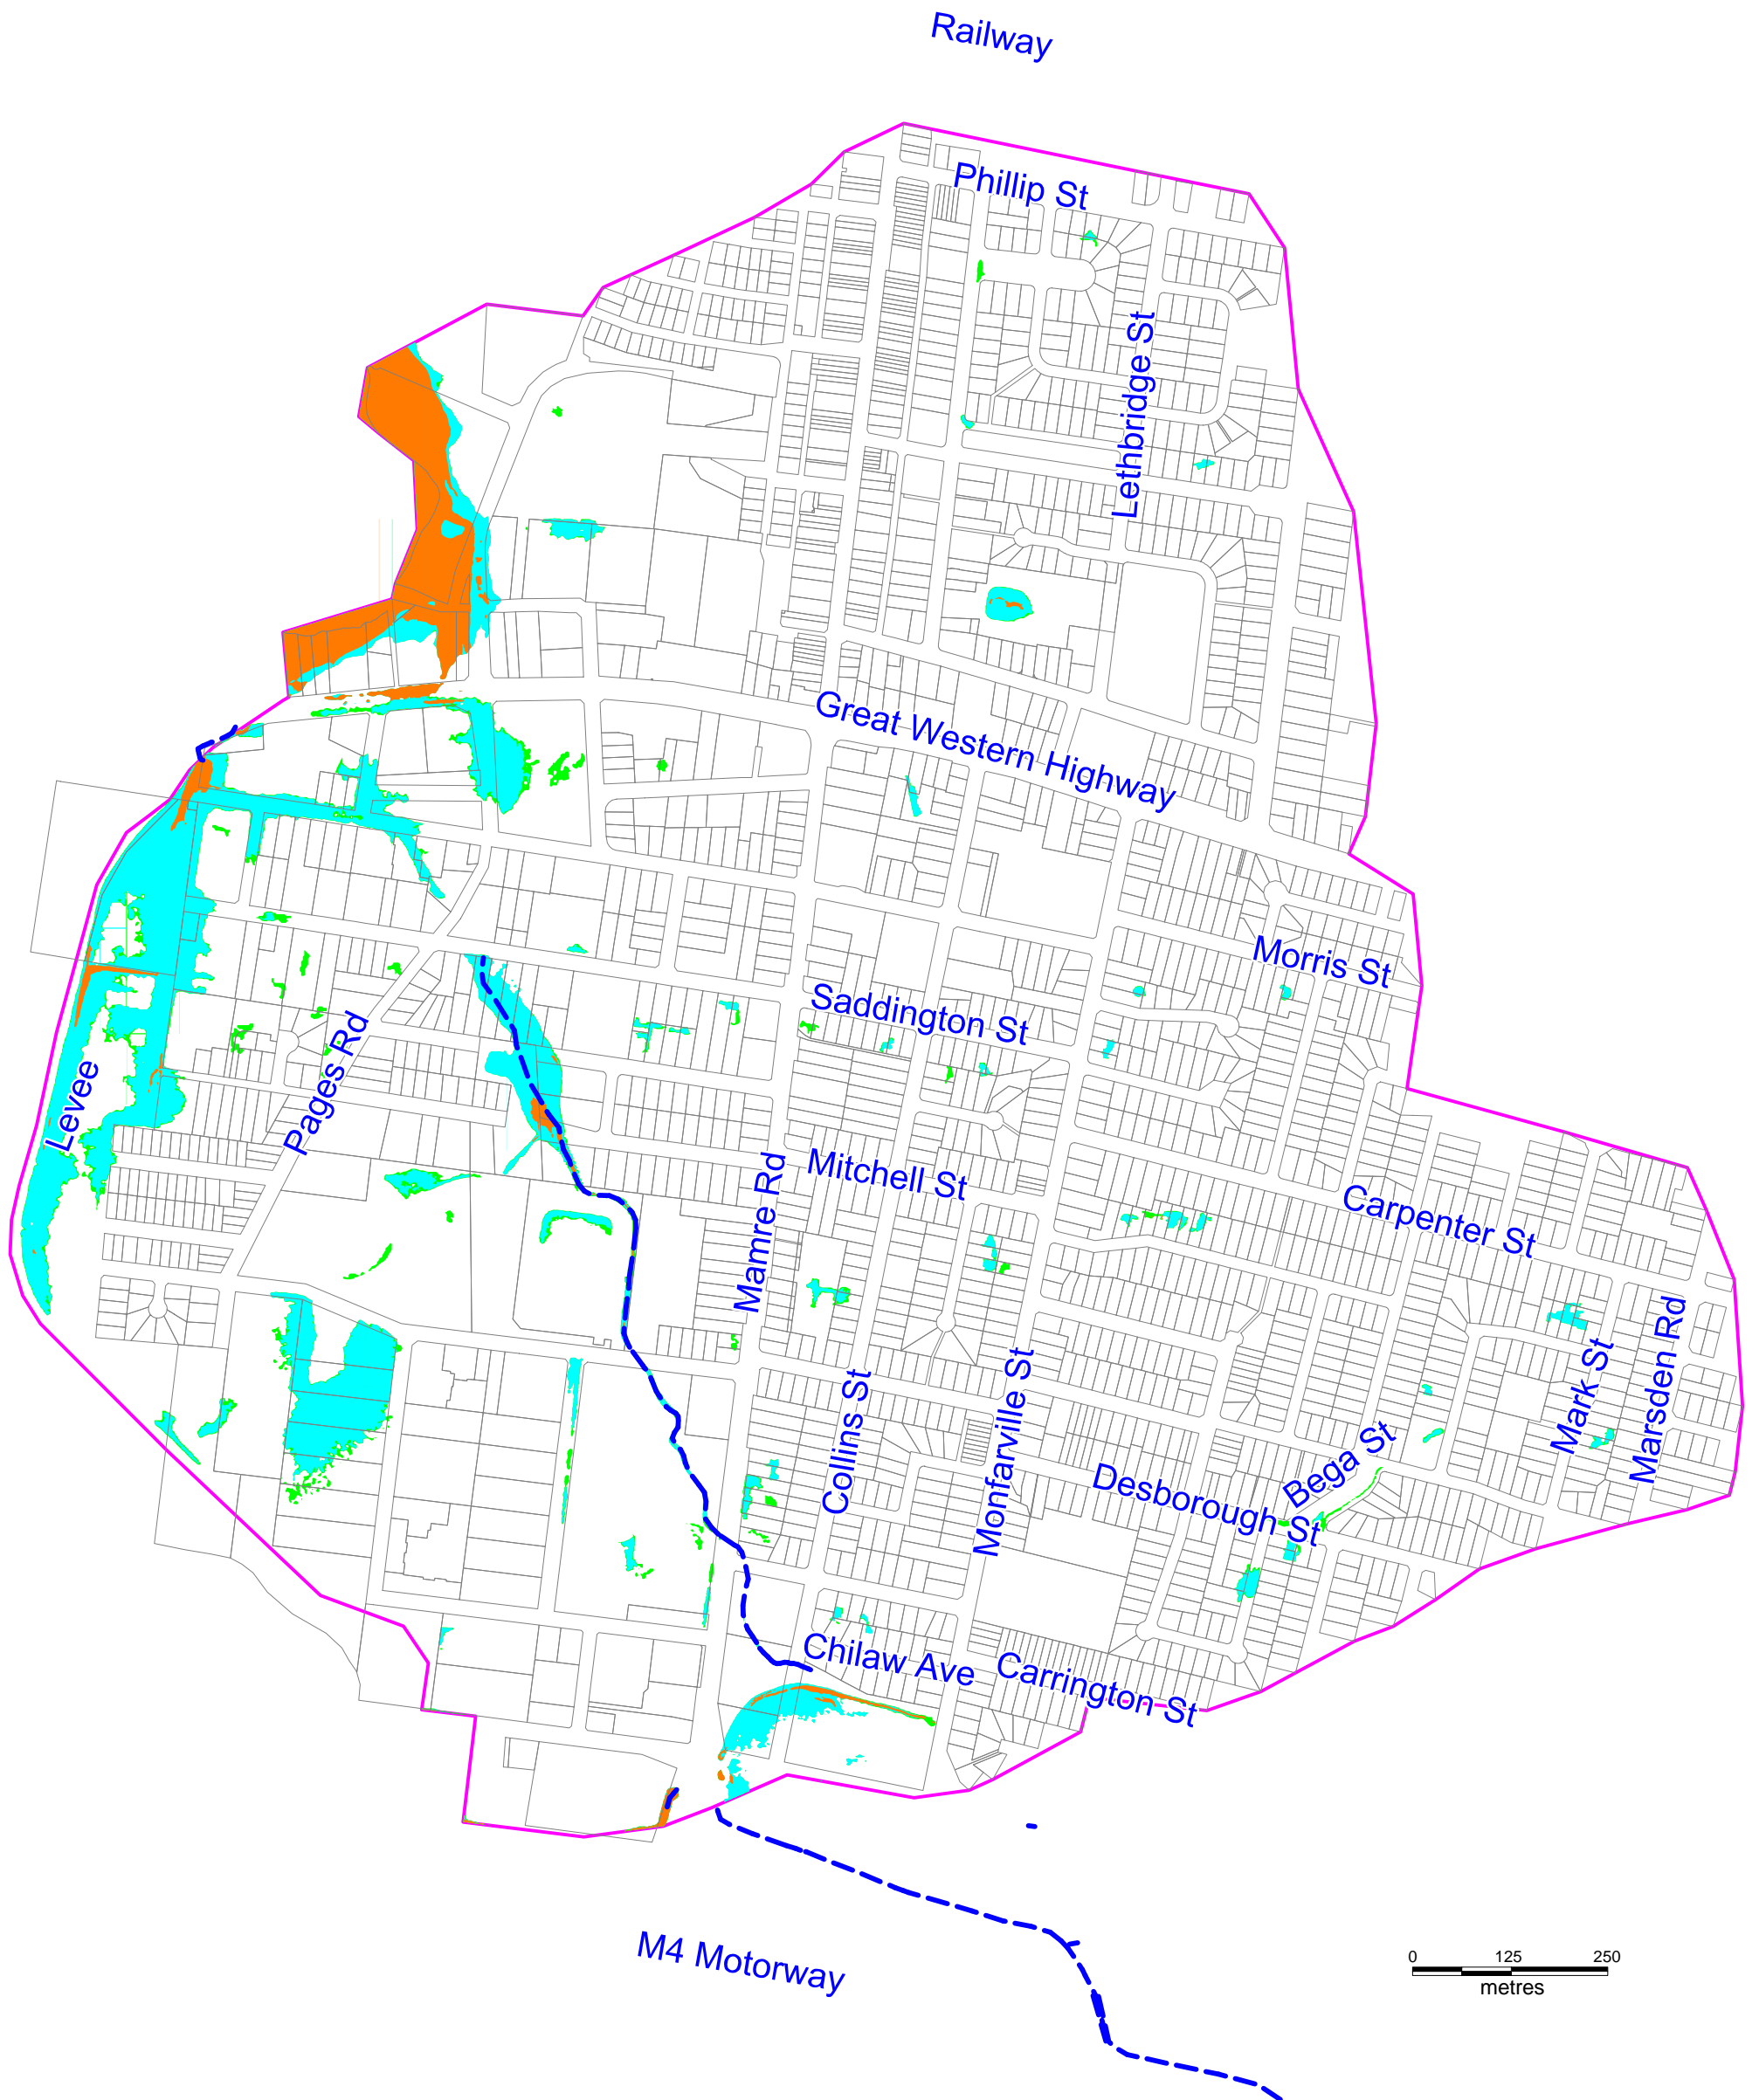 Railway
Phillip St
Lethbridge St
Great Western Highway
Morris St
Saddington St
Pages Rd
Levee
Mitchell St
Mamre Rd
Carpenter St
Marsden Rd
Mark St
Collins St
Monfarville St
Bega St
Desborough St
Chilaw Ave
Carrington St
M4 Motorway
0 125 250
metres